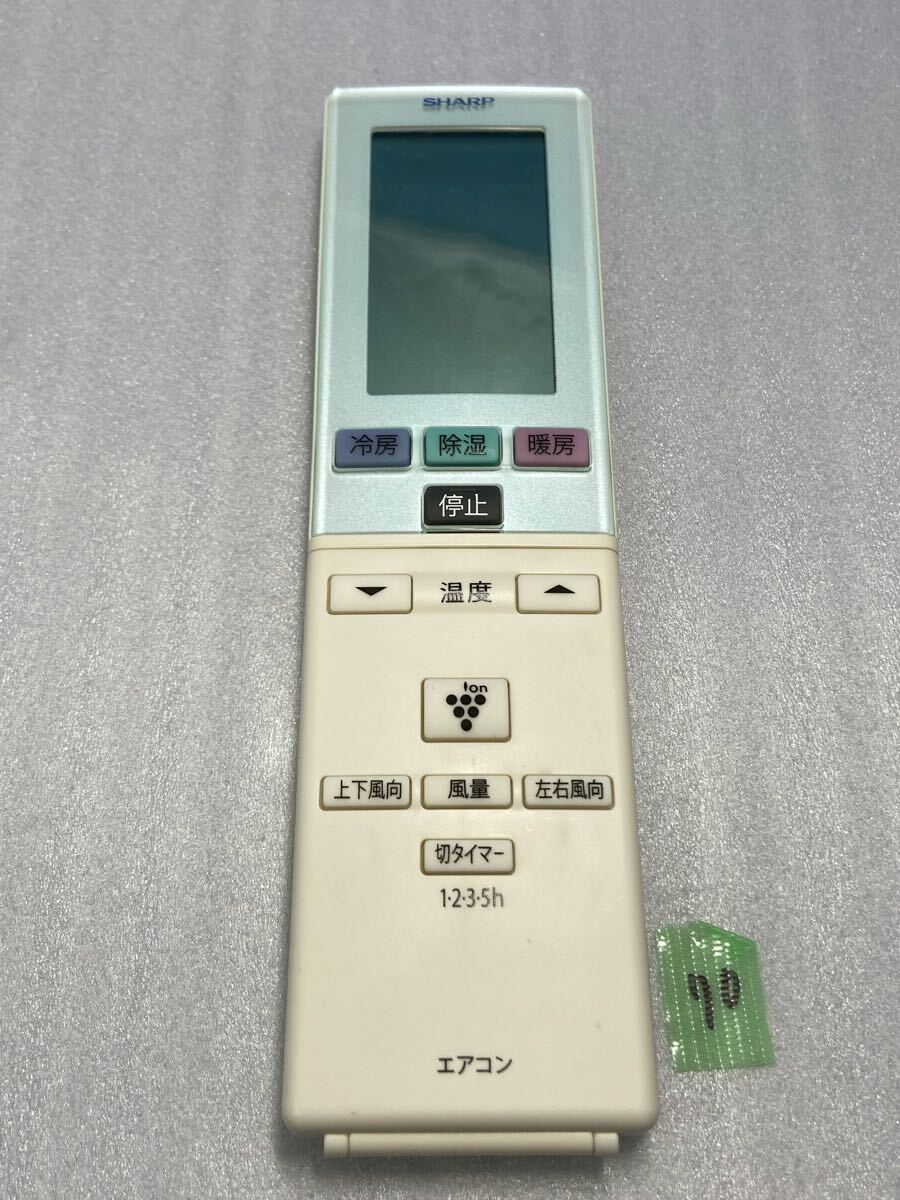 SHARP
冷房 除湿 暖房
停止
▼ 温度 ▲
ion
上下風向 風量 左右風向
切タイマー
1・2・3・5h
エアコン
70